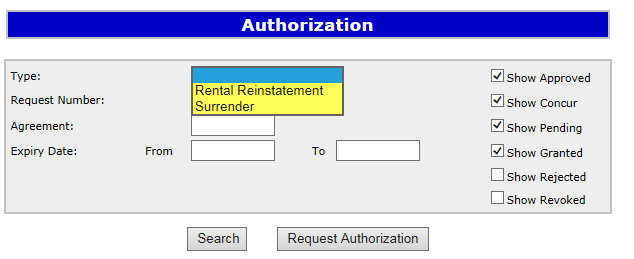 Authorization
Type:
Rental Reinstatement
Surrender
Request Number:
Agreement:
Expiry Date: From To
Show Approved
Show Concur
Show Pending
Show Granted
Show Rejected
Show Revoked
Search Request Authorization